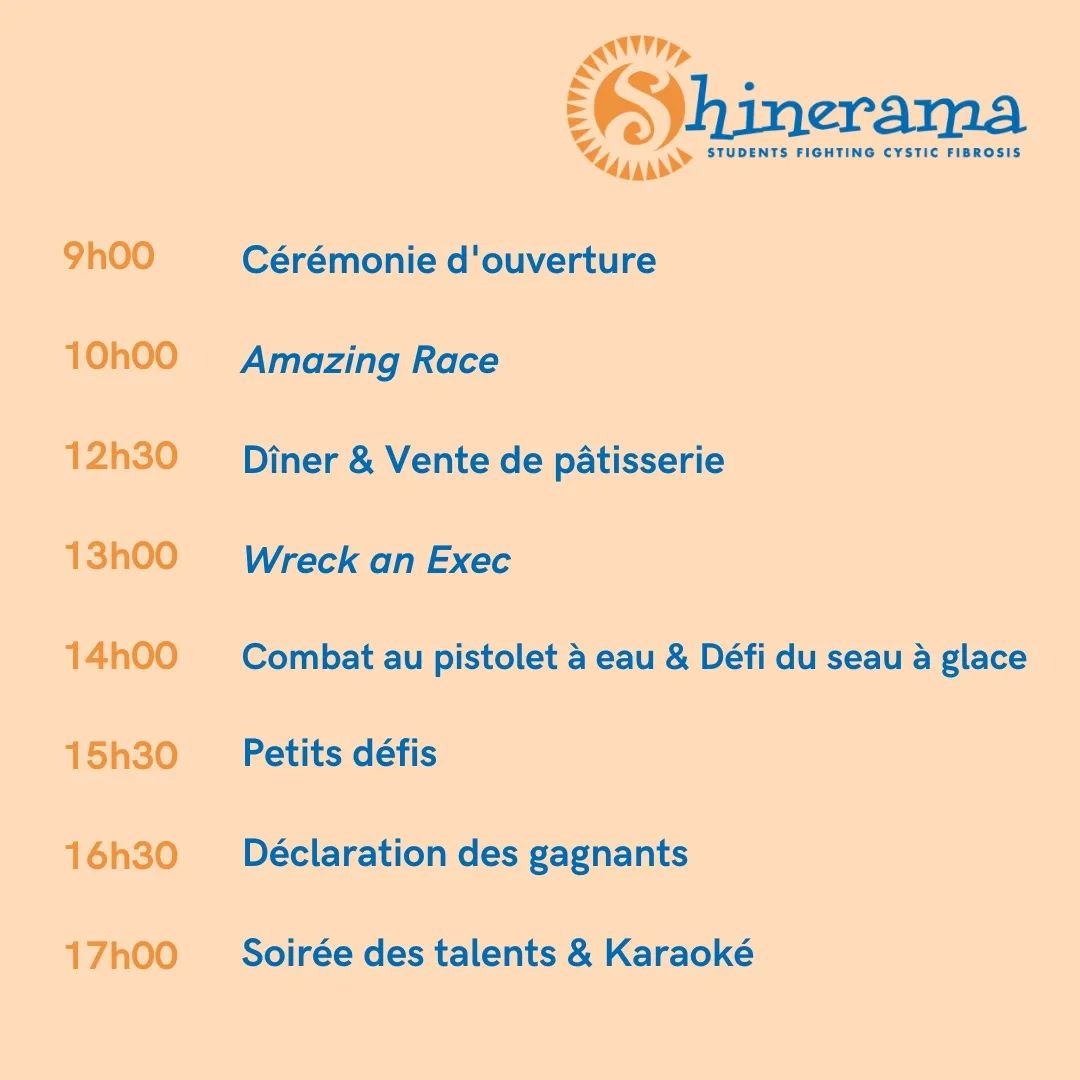 Shinerama
STUDENTS FIGHTING CYSTIC FIBROSIS
9h00 Cérémonie d'ouverture
10h00 Amazing Race
12h30 Dîner & Vente de pâtisserie
13h00 Wreck an Exec
14h00 Combat au pistolet à eau & Défi du seau à glace
15h30 Petits défis
16h30 Déclaration des gagnants
17h00 Soirée des talents & Karaoké